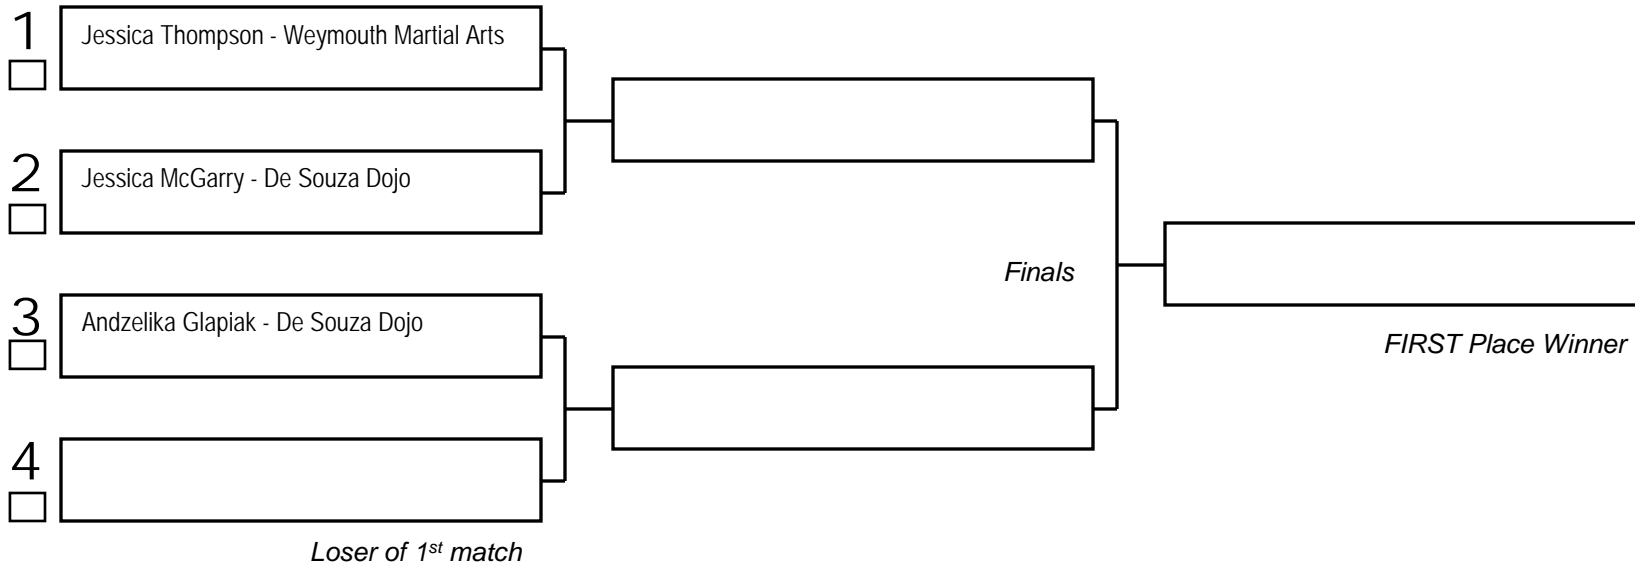 1
Jessica Thompson - Weymouth Martial Arts
2
Jessica McGarry - De Souza Dojo
Finals
3
Andzelika Glapiak - De Souza Dojo
FIRST Place Winner
4
Loser of 1st match